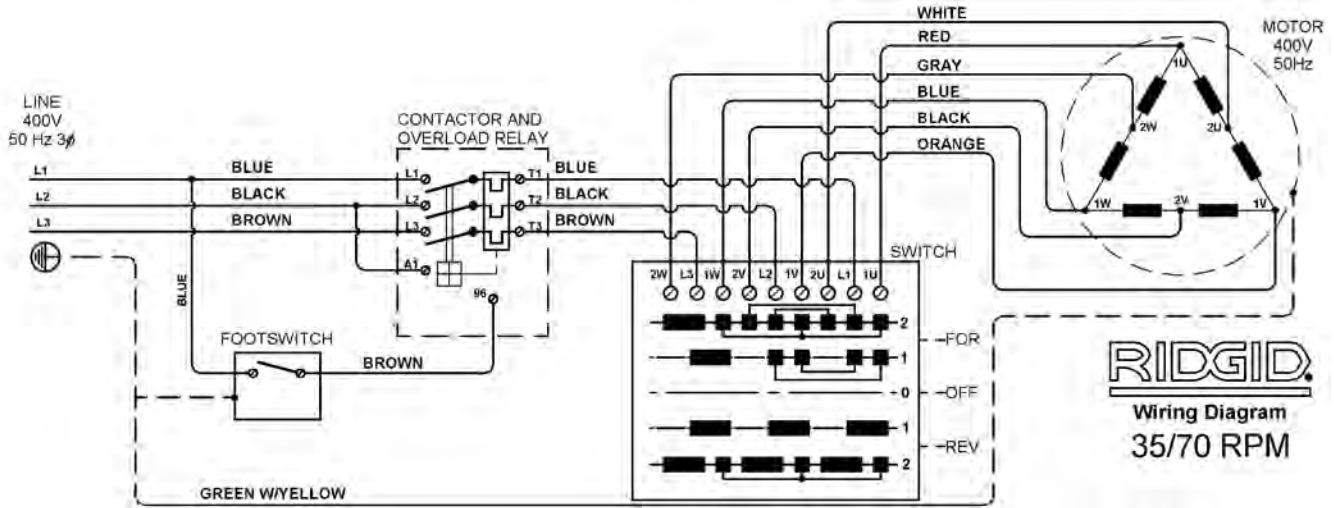 WHITE
RED
GRAY
BLUE
BLACK
ORANGE
MOTOR
400V
50Hz
1U
2W
2U
1W
2V
1V
LINE
400V
50 Hz 3ø
L1
L2
L3
BLUE
BLACK
BROWN
CONTACTOR AND
OVERLOAD RELAY
L1
L2
L3
A1
96
T1
T2
T3
BLUE
BLACK
BROWN
BLUE
FOOTSWITCH
BROWN
GREEN W/YELLOW
SWITCH
2W L3 1W 2V L2 1V 2U L1 1U
2
FOR
1
0 OFF
1
REV
2
RIDGID
Wiring Diagram
35/70 RPM